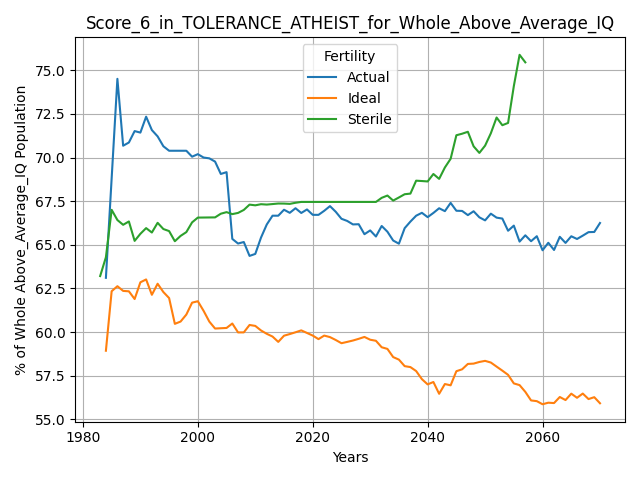 Score_6_in_TOLERANCE_ATHEIST_for_Whole_Above_Average_IQ
Fertility
Actual
Ideal
Sterile
% of Whole Above_Average_IQ Population
75.0
72.5
70.0
67.5
65.0
62.5
60.0
57.5
55.0
1980
2000
2020
2040
2060
Years